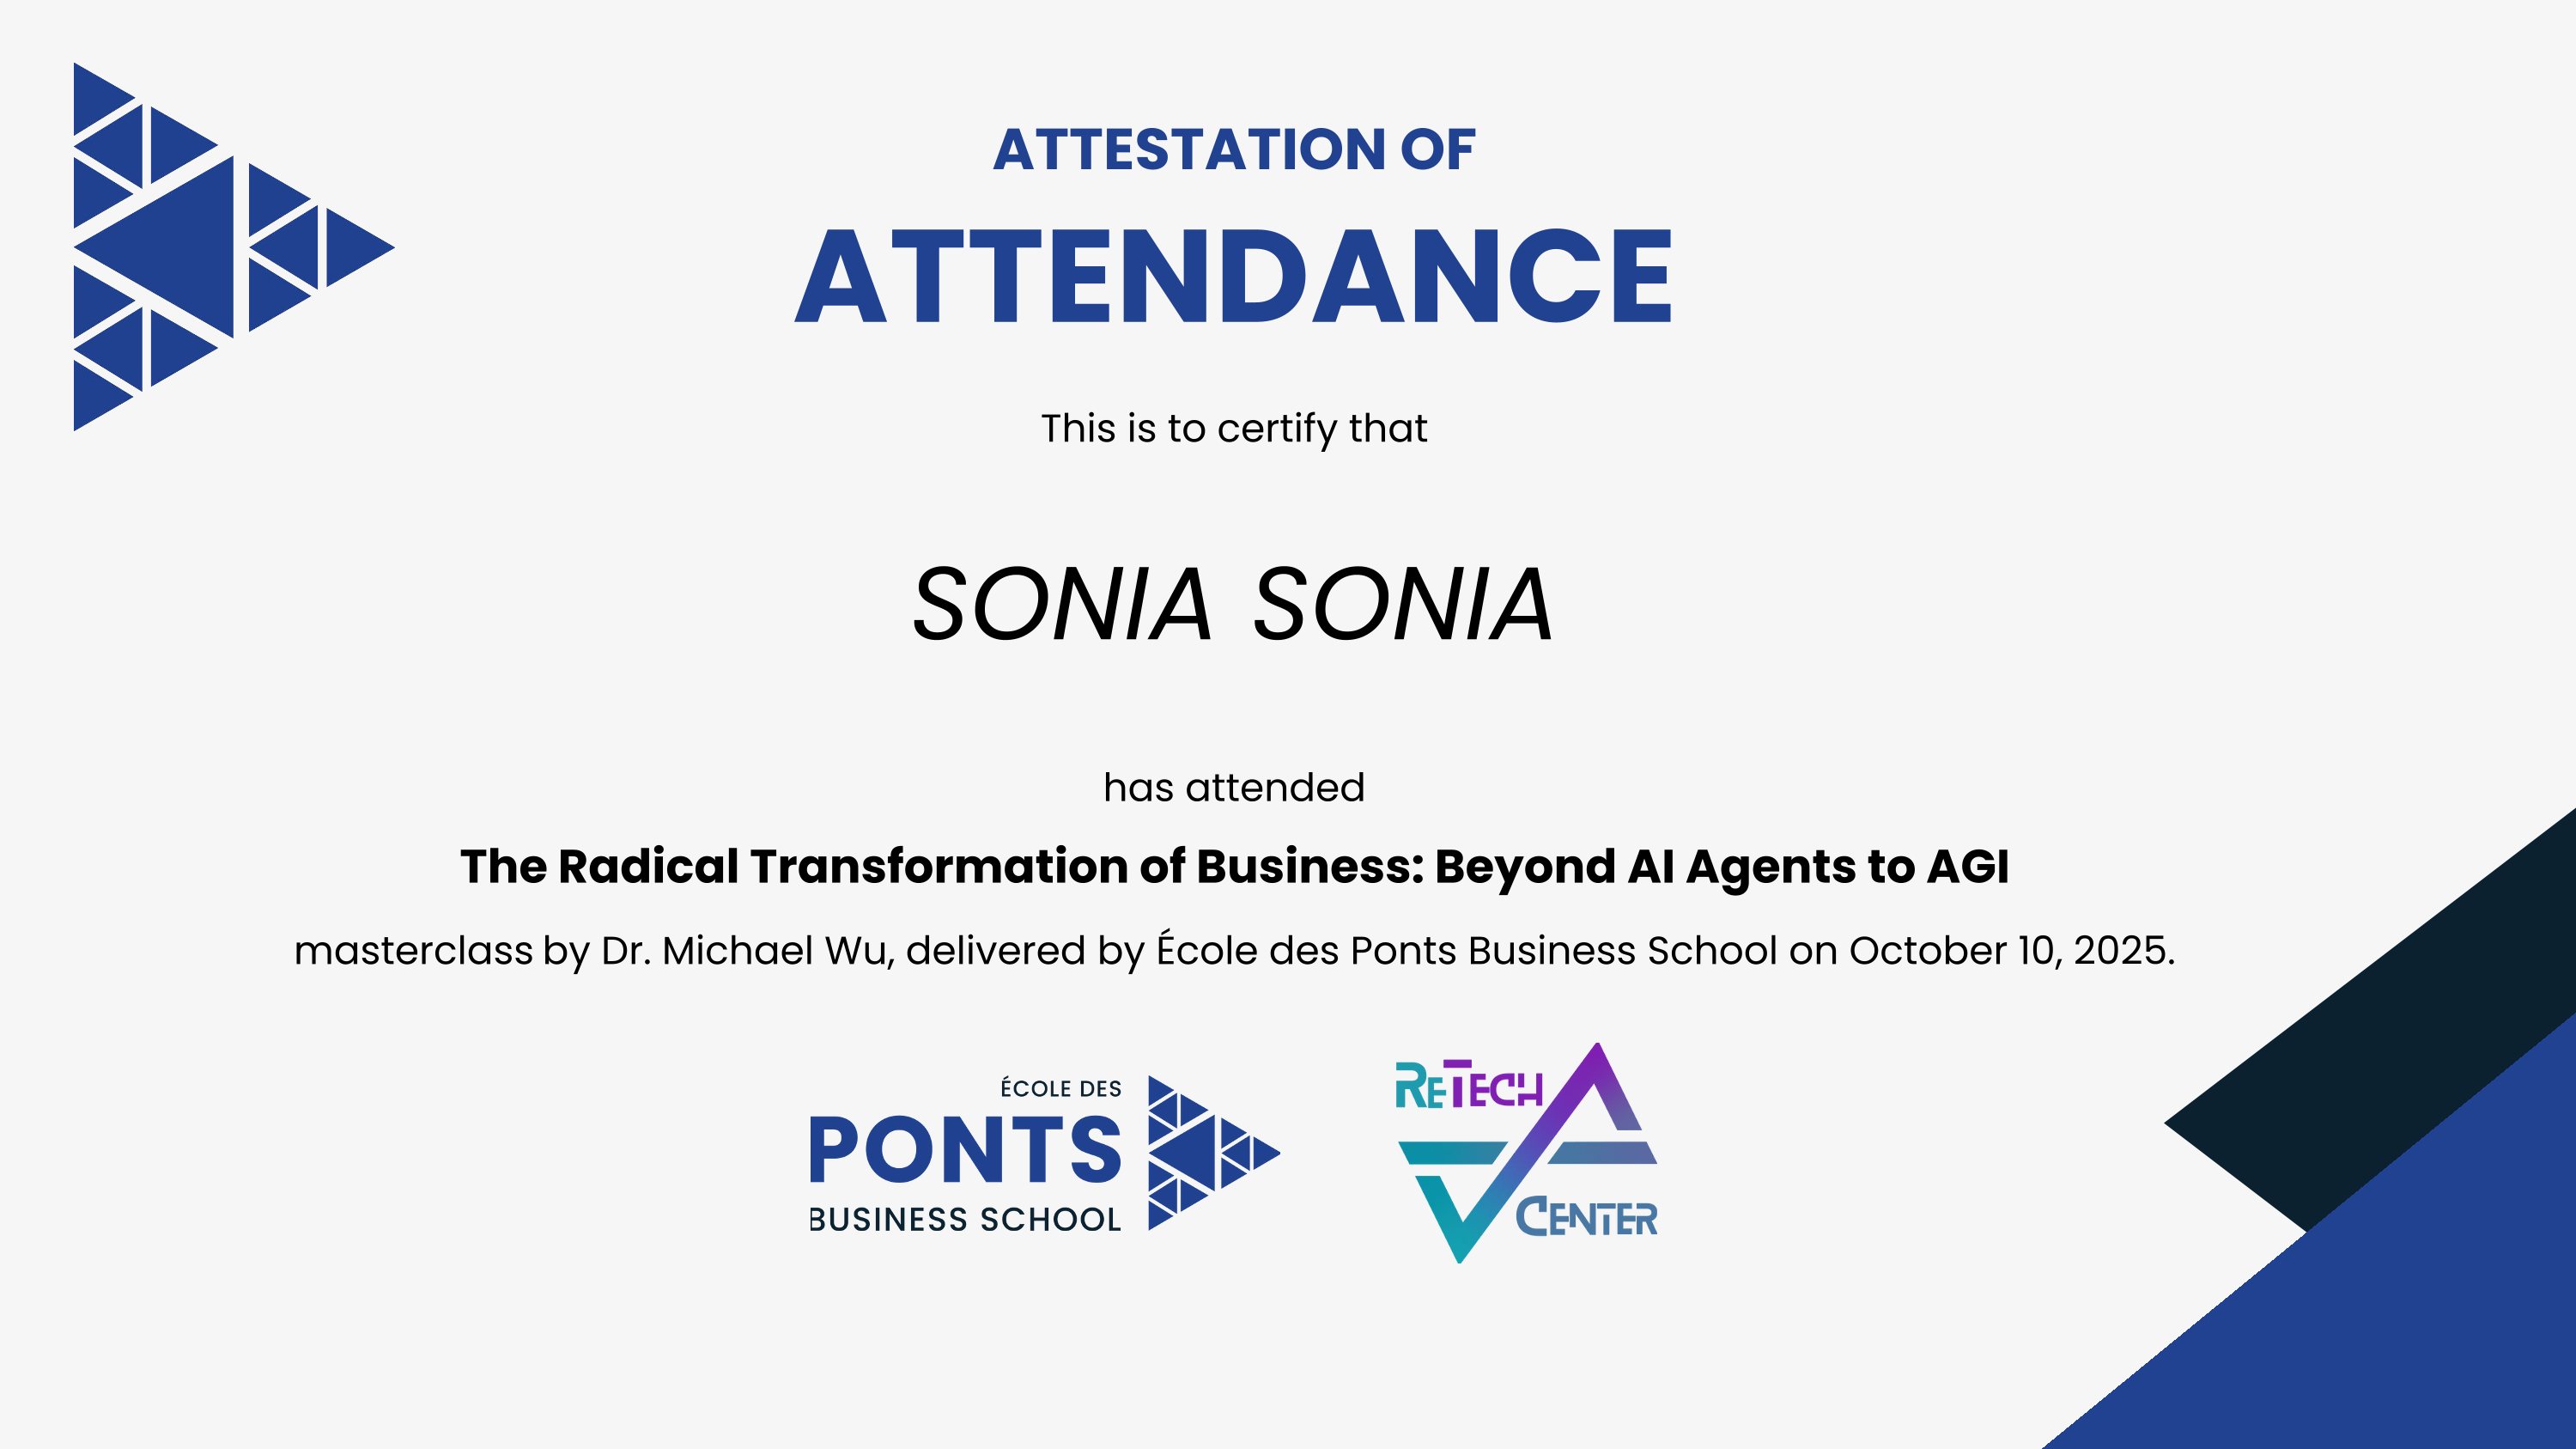 ATTESTATION OF
ATTENDANCE
This is to certify that
SONIA SONIA
has attended
The Radical Transformation of Business: Beyond AI Agents to AGI
masterclass by Dr. Michael Wu, delivered by École des Ponts Business School on October 10, 2025.
ÉCOLE DES
PONTS
BUSINESS SCHOOL
RETECH
CENTER